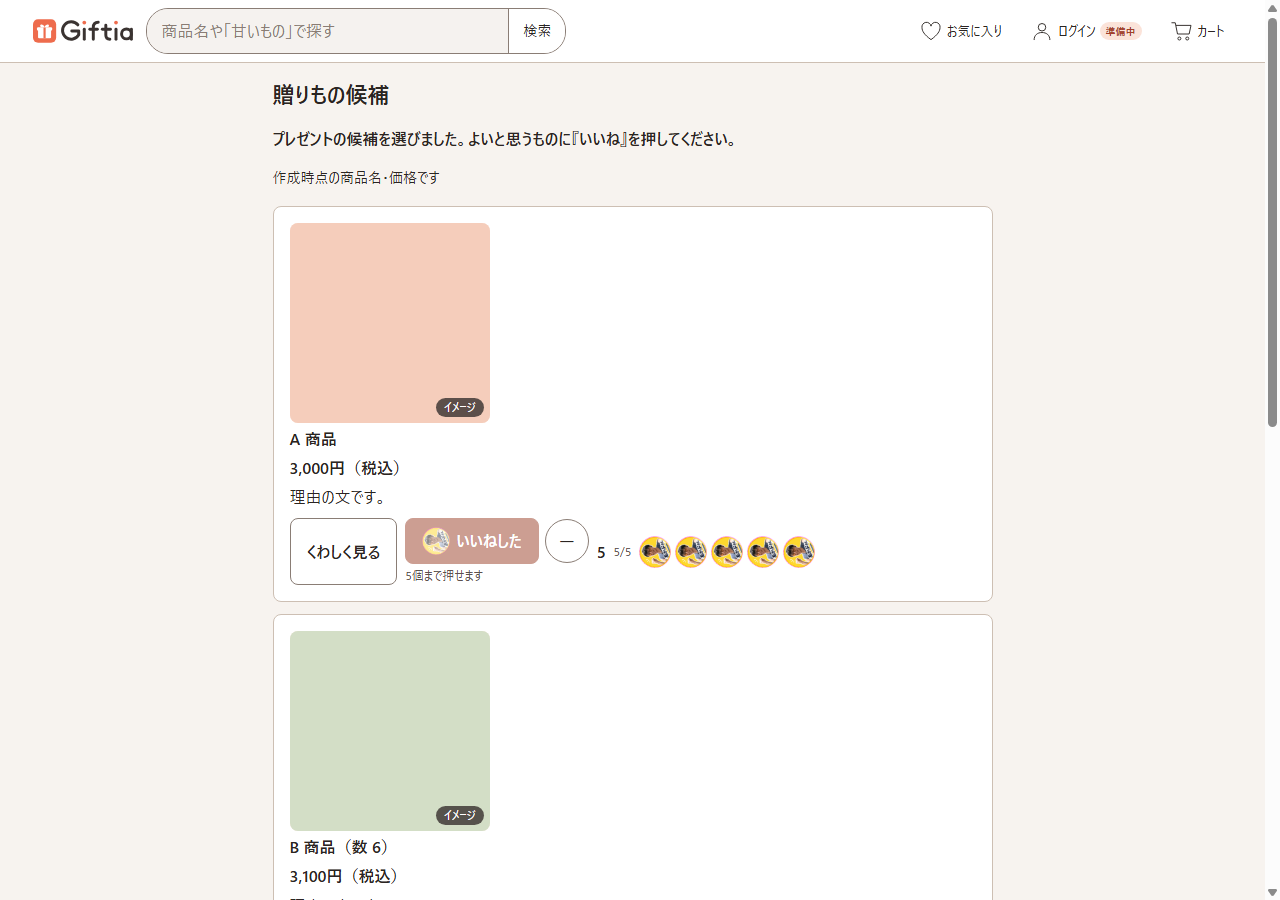 Giftia
商品名や「甘いもの」で探す
検索
お気に入り
ログイン
準備中
カート
贈りもの候補
プレゼントの候補を選びました。よいと思うものに『いいね』を押してください。
作成時点の商品名・価格です
イメージ
A 商品
3,000円（税込）
理由の文です。
くわしく見る
いいねした
5
5/5
5個まで押せます
イメージ
B 商品（数 6）
3,100円（税込）